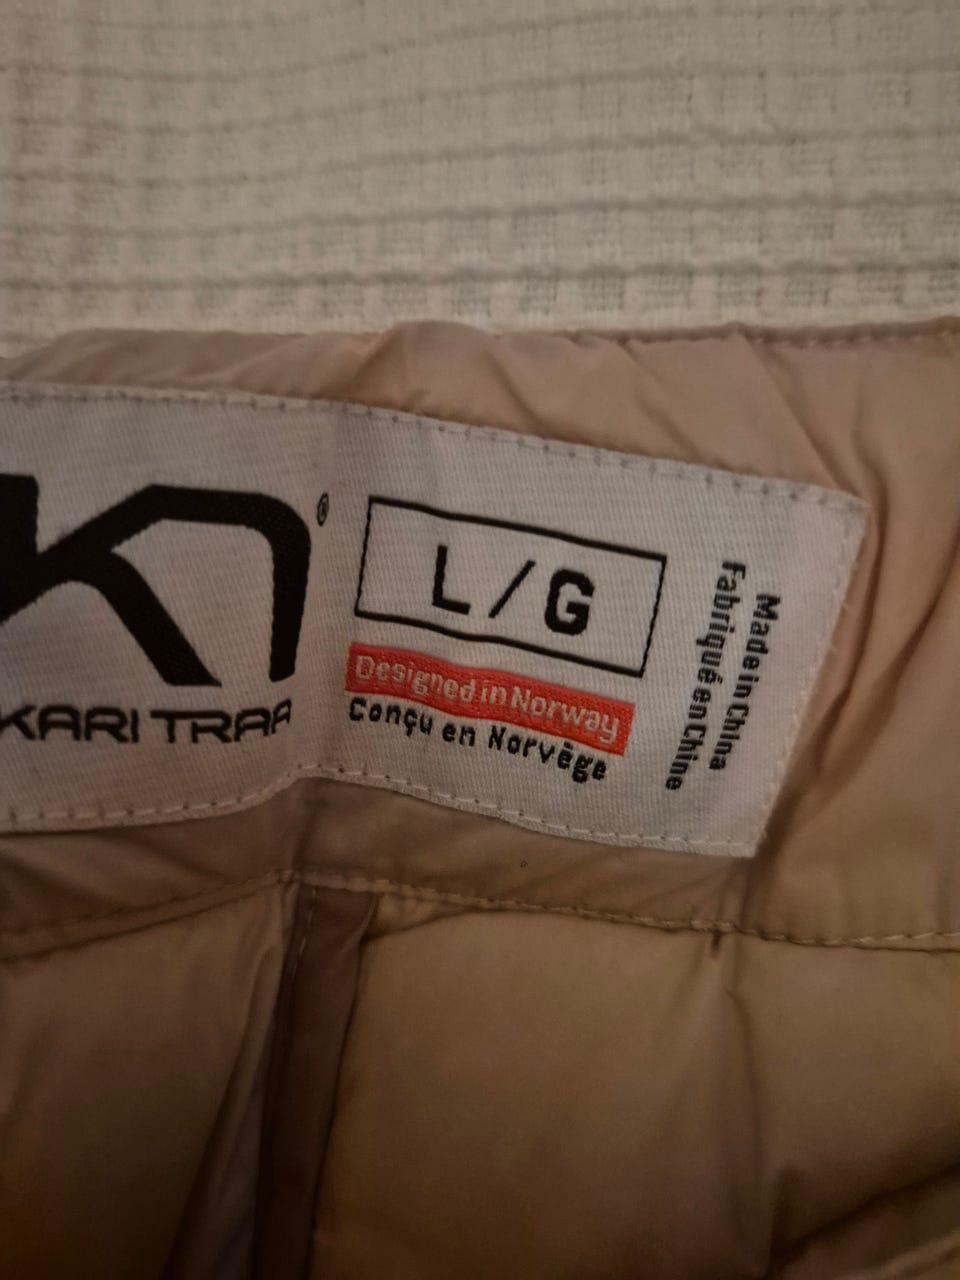 ®
KARI TRAA
L/G
Designed in Norway
Conçu en Norvège
Made in China
Fabriqué en Chine